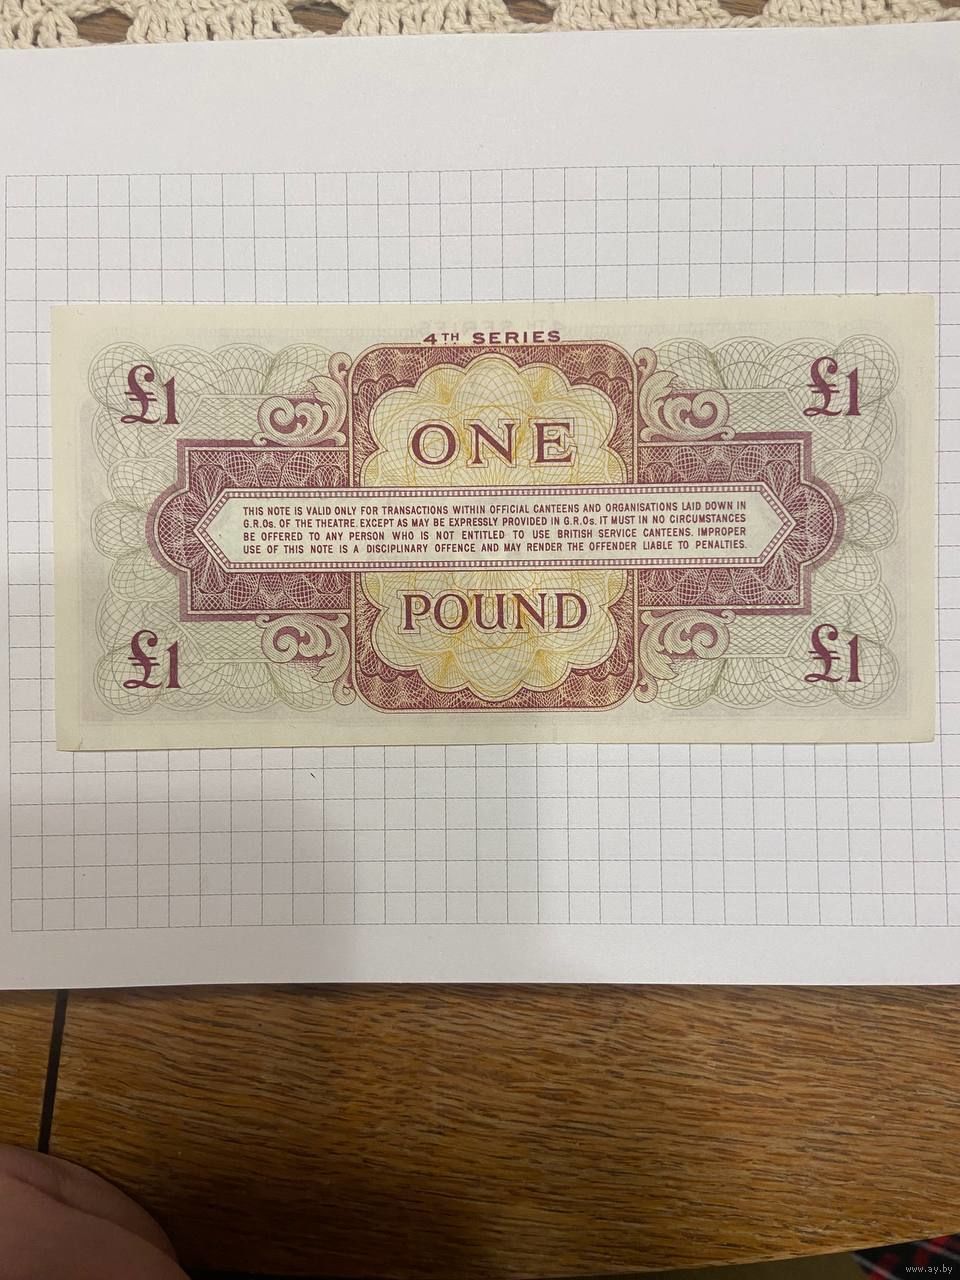 4TH SERIES
£1 £1
ONE
THIS NOTE IS VALID ONLY FOR TRANSACTIONS WITHIN OFFICIAL CANTEENS AND ORGANISATIONS LAID DOWN IN
G.R.Os. OF THE THEATRE. EXCEPT AS MAY BE EXPRESSLY PROVIDED IN G.R.Os. IT MUST IN NO CIRCUMSTANCES
BE OFFERED TO ANY PERSON WHO IS NOT ENTITLED TO USE BRITISH SERVICE CANTEENS. IMPROPER
USE OF THIS NOTE IS A DISCIPLINARY OFFENCE AND MAY RENDER THE OFFENDER LIABLE TO PENALTIES.
POUND
£1 £1
www.ay.by